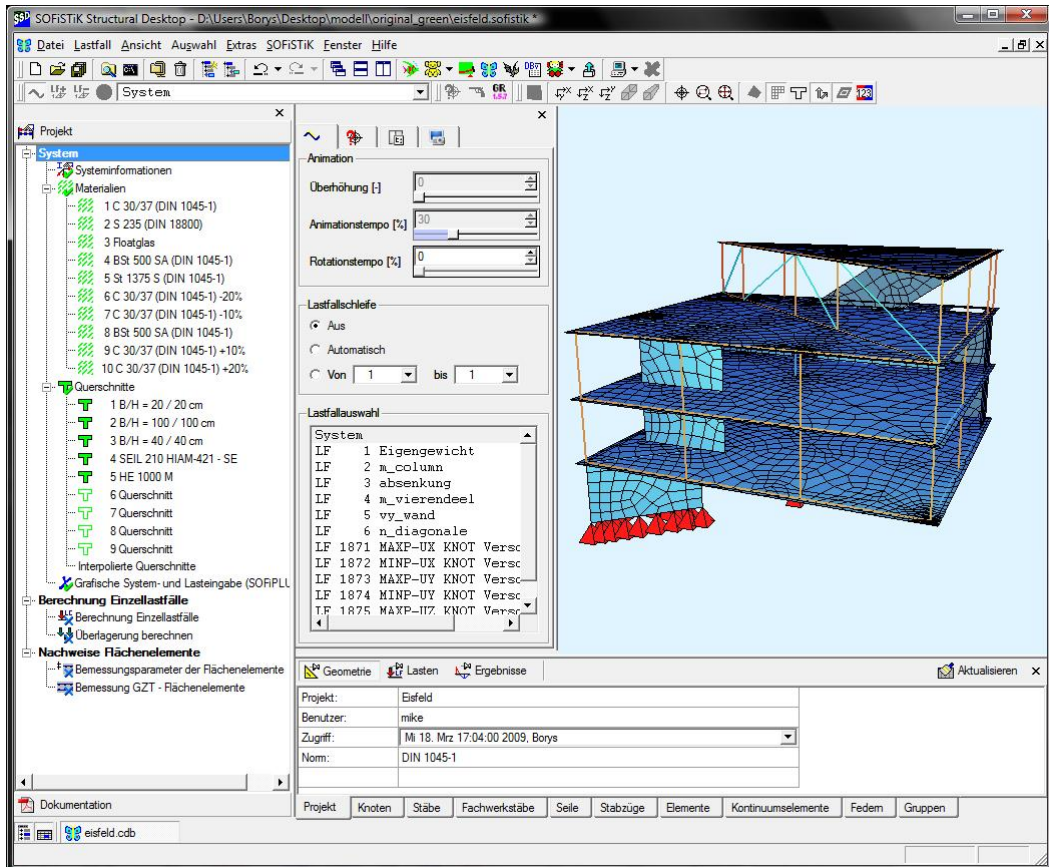 SOFiSTiK Structural Desktop - D:\Users\Borys\Desktop\modell\original_green\eisfeld.sofistik *
Datei Lastfall Ansicht Auswahl Extras SOFiSTiK Fenster Hilfe
System
GR
123
Projekt
System
Systeminformationen
Materialien
1 C 30/37 (DIN 1045-1)
2 S 235 (DIN 18800)
3 Floatglas
4 BSt 500 SA (DIN 1045-1)
5 St 1375 S (DIN 1045-1)
6 C 30/37 (DIN 1045-1) -20%
7 C 30/37 (DIN 1045-1) -10%
8 BSt 500 SA (DIN 1045-1)
9 C 30/37 (DIN 1045-1) +10%
10 C 30/37 (DIN 1045-1) +20%
Querschnitte
1 B/H = 20 / 20 cm
2 B/H = 100 / 100 cm
3 B/H = 40 / 40 cm
4 SEIL 210 HIAM-421 - SE
5 HE 1000 M
6 Querschnitt
7 Querschnitt
8 Querschnitt
9 Querschnitt
Interpolierte Querschnitte
Grafische System- und Lasteingabe (SOFiPLU
Berechnung Einzellastfälle
Berechnung Einzellastfälle
Überlagerung berechnen
Nachweise Flächenelemente
Bemessungsparameter der Flächenelemente
Bemessung GZT - Flächenelemente
Dokumentation
eisfeld.cdb
Animation
Überhöhung [-] 0
Animationstempo [%] 30
Rotationstempo [%] 0
Lastfallschleife
Aus
Automatisch
Von 1 bis 1
Lastfallauswahl
System
LF 1 Eigengewicht
LF 2 m_column
LF 3 absenkung
LF 4 m_vierendeel
LF 5 vy_wand
LF 6 n_diagonale
LF 1871 MAXP-UX KNOT Versc
LF 1872 MINP-UX KNOT Versc
LF 1873 MAXP-UY KNOT Versc
LF 1874 MINP-UY KNOT Versc
LF 1875 MAXP-UZ KNOT Versc
Geometrie Lasten Ergebnisse Aktualisieren
Projekt: Eisfeld
Benutzer: mike
Zugriff: Mi 18. Mrz 17:04:00 2009, Borys
Norm: DIN 1045-1
Projekt Knoten Stäbe Fachwerkstäbe Seile Stabzüge Elemente Kontinuumselemente Federn Gruppen